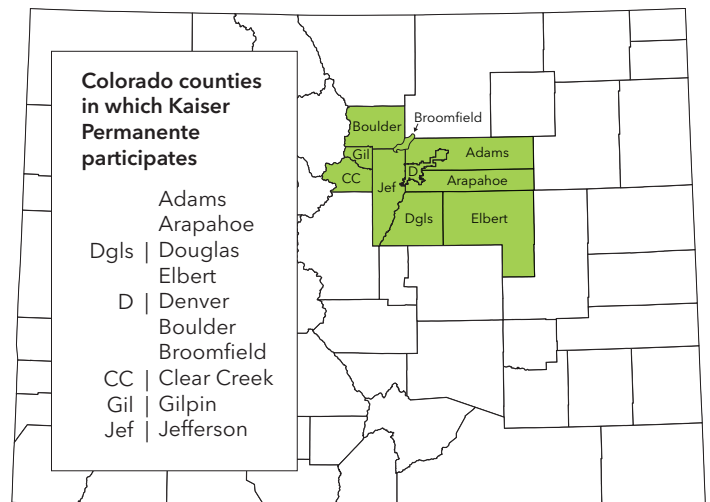 Colorado counties
in which Kaiser
Permanente
participates
Adams
Arapahoe
Dgls | Douglas
Elbert
D | Denver
Boulder
Broomfield
CC | Clear Creek
Gil | Gilpin
Jef | Jefferson
Broomfield
Boulder
Gil
Adams
D
CC
Arapahoe
Jef
Dgls
Elbert